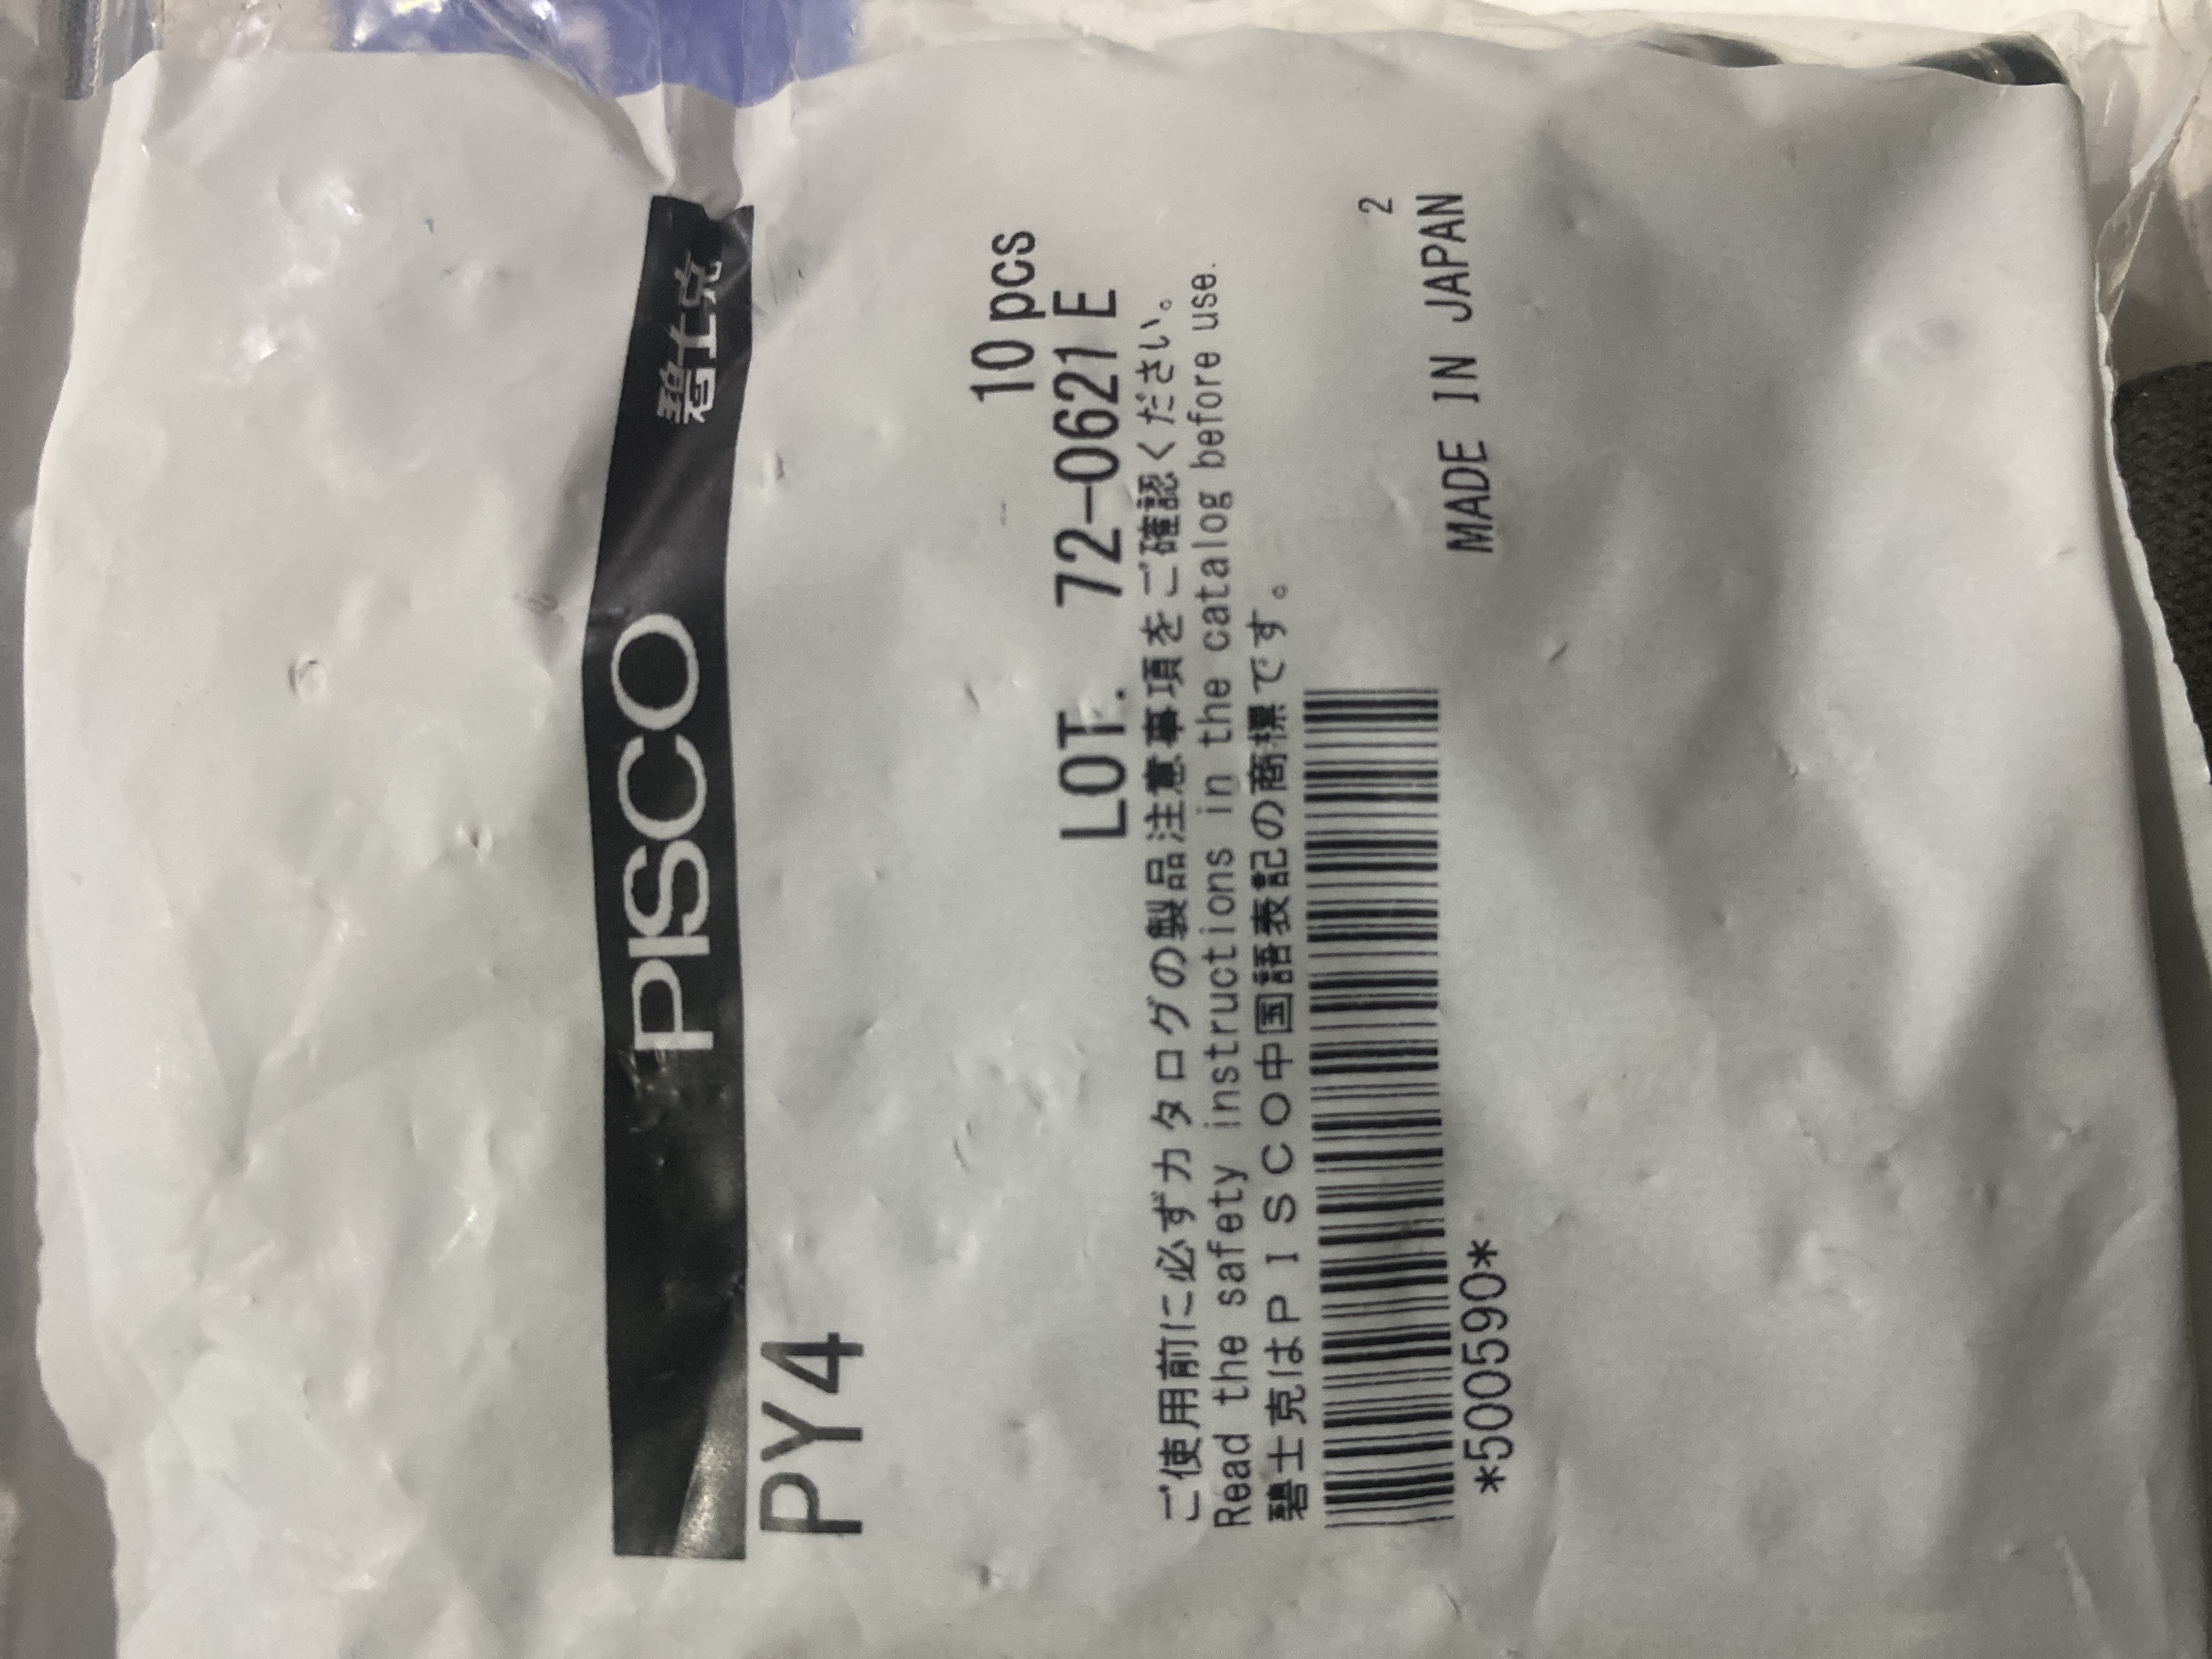 PISCO 碧士克
PY4
10 pcs
LOT. 72-0621 E
ご使用前に必ずカタログの製品注意事項をご確認ください。
Read the safety instructions in the catalog before use.
碧士克はＰＩＳＣＯ中国語表記の商標です。
2
*500590*
MADE IN JAPAN